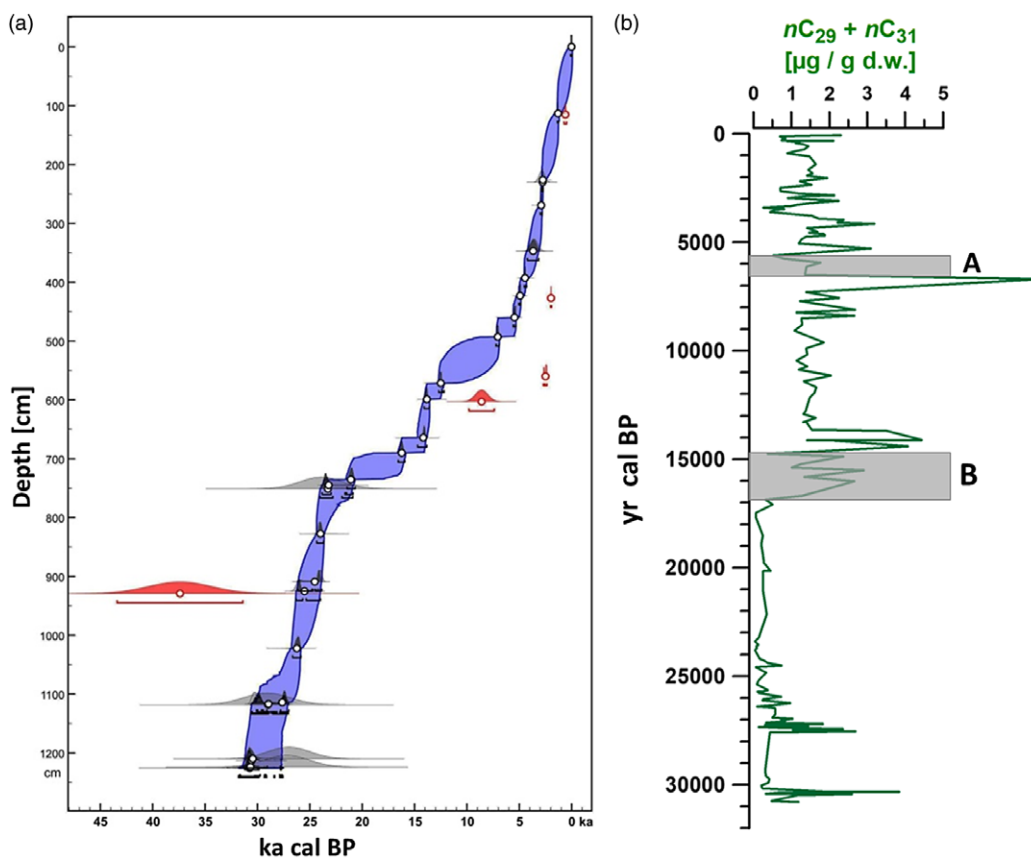 (a)
0
100
200
300
400
500
600
700
800
900
1000
1100
1200
cm
Depth [cm]
45 40 35 30 25 20 15 10 5 0 ka
ka cal BP
(b)
nC29 + nC31
[µg / g d.w.]
0 1 2 3 4 5
0
5000
10000
15000
20000
25000
30000
yr cal BP
A
B